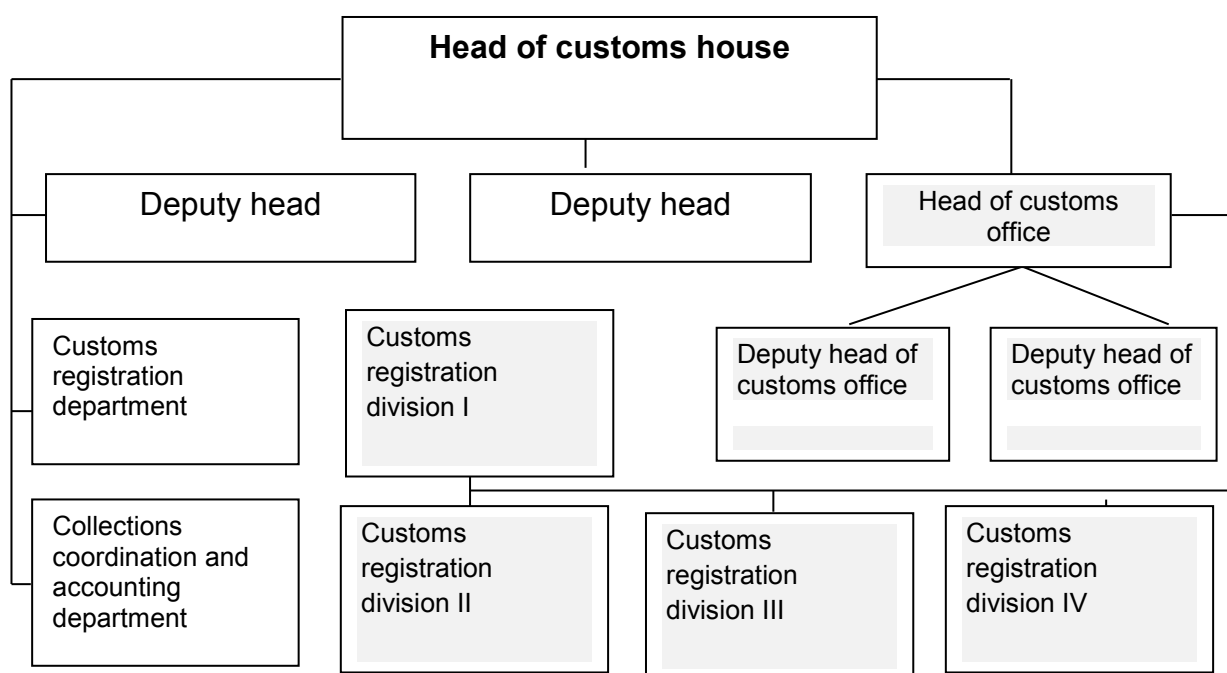 Head of customs house
Deputy head
Deputy head
Head of customs
office
Customs
registration
department
Customs
registration
division I
Deputy head of
customs office
Deputy head of
customs office
Collections
coordination and
accounting
department
Customs
registration
division II
Customs
registration
division III
Customs
registration
division IV